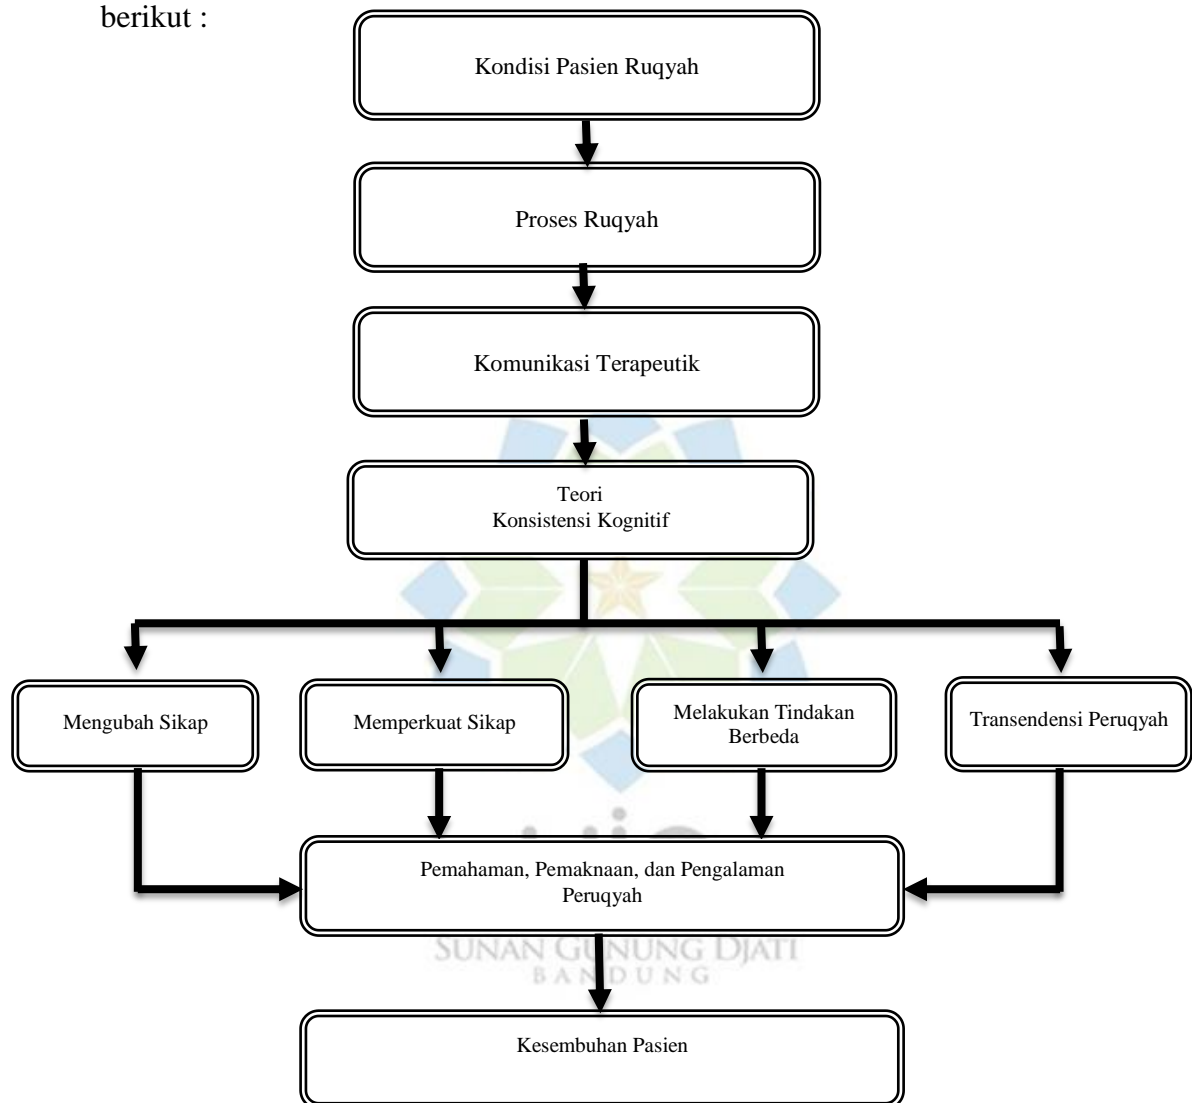 berikut :
Kondisi Pasien Ruqyah
Proses Ruqyah
Komunikasi Terapeutik
Teori
Konsistensi Kognitif
Mengubah Sikap
Memperkuat Sikap
Melakukan Tindakan
Berbeda
Transendensi Peruqyah
Pemahaman, Pemaknaan, dan Pengalaman
Peruqyah
SUNAN GUNUNG DJATI
BANDUNG
Kesembuhan Pasien